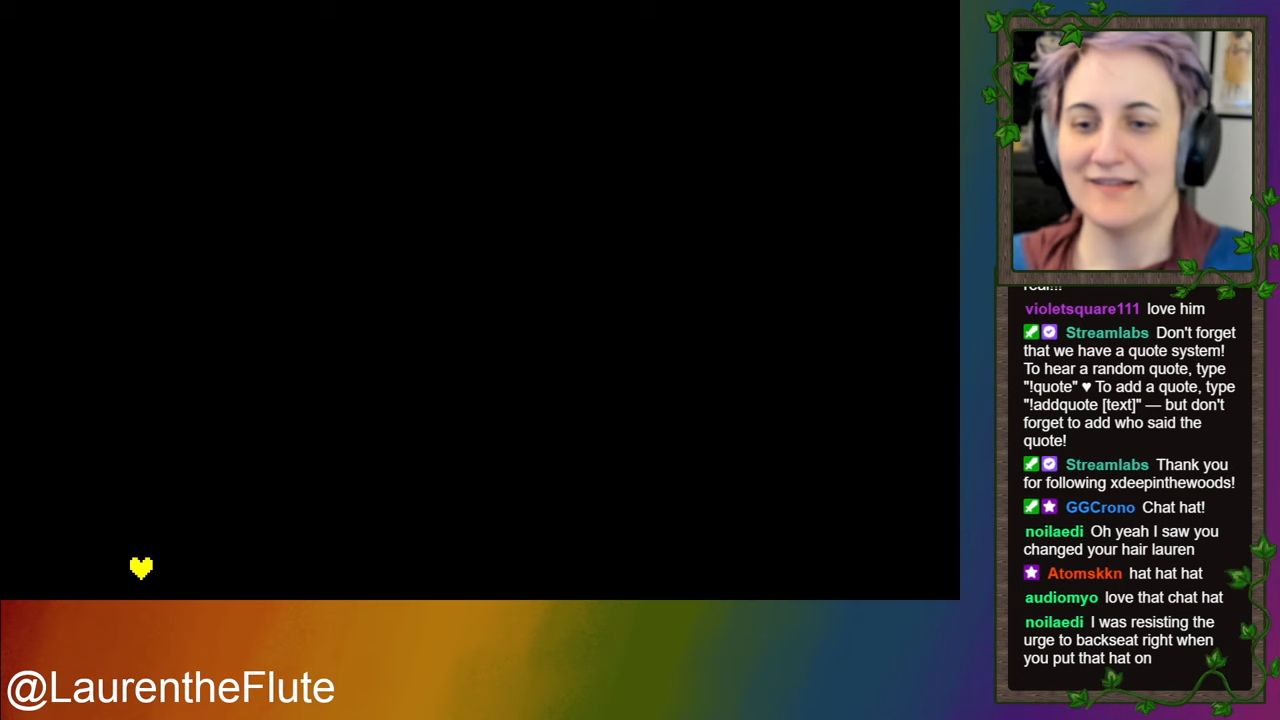 real!!!
violetsquare111 love him
Streamlabs Don't forget
that we have a quote system!
To hear a random quote, type
"!quote" ♥ To add a quote, type
"!addquote [text]" — but don't
forget to add who said the
quote!
Streamlabs Thank you
for following xdeepinthewoods!
GGCrono Chat hat!
noilaedi Oh yeah I saw you
changed your hair lauren
Atomskkn hat hat hat
audiomyo love that chat hat
noilaedi I was resisting the
urge to backseat right when
you put that hat on
@LaurentheFlute